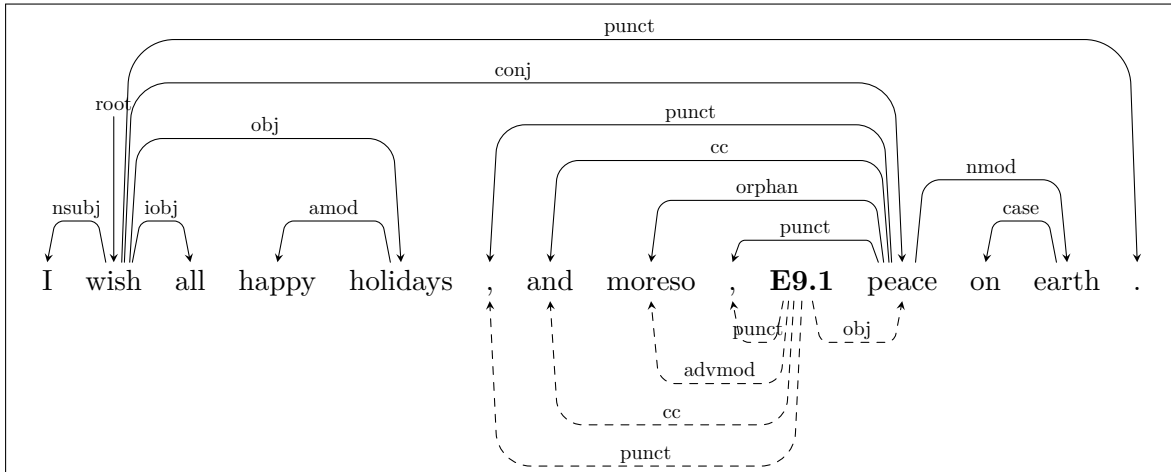 punct
conj
root
obj
punct
cc
orphan
nmod
nsubj iobj amod punct case
I wish all happy holidays , and moreso , E9.1 peace on earth .
punct obj
advmod
cc
punct